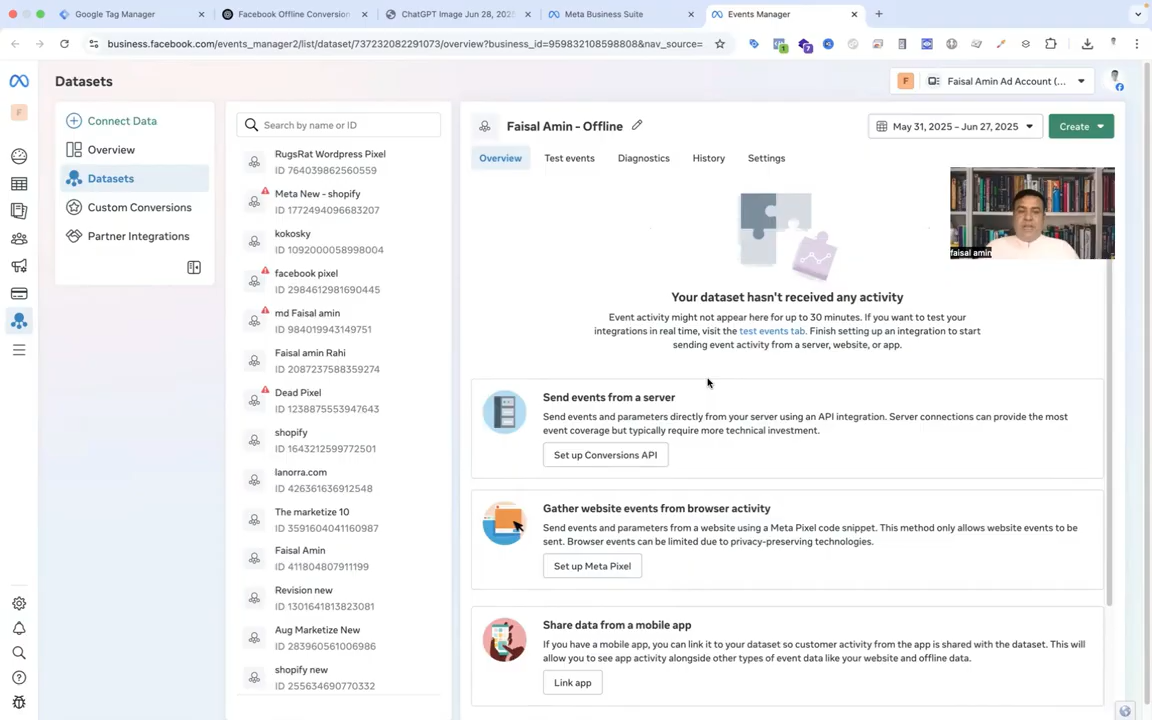 Google Tag Manager
Facebook Offline Conversion
ChatGPT Image Jun 28, 2025
Meta Business Suite
Events Manager
business.facebook.com/events_manager2/list/dataset/737232082291073/overview?business_id=959832108598808&nav_source=
Datasets
F
Faisal Amin Ad Account (...
F
Connect Data
Overview
Datasets
Custom Conversions
Partner Integrations
Search by name or ID
RugsRat Wordpress Pixel
ID 764039862560559
Meta New - shopify
ID 1772494096683207
kokosky
ID 1092000058998004
facebook pixel
ID 2984612981690445
md Faisal amin
ID 984019943149751
Faisal amin Rahi
ID 2087237588359274
Dead Pixel
ID 1238875553947643
shopify
ID 1643212599772501
lanorra.com
ID 426361636912548
The marketize 10
ID 3591604041160987
Faisal Amin
ID 411804807911199
Revision new
ID 1301641813823081
Aug Marketize New
ID 283960561006986
shopify new
ID 255634690770332
Faisal Amin - Offline
May 31, 2025 – Jun 27, 2025
Create
Overview
Test events
Diagnostics
History
Settings
faisal amin
Your dataset hasn't received any activity
Event activity might not appear here for up to 30 minutes. If you want to test your
integrations in real time, visit the test events tab. Finish setting up an integration to start
sending event activity from a server, website, or app.
Send events from a server
Send events and parameters directly from your server using an API integration. Server connections can provide the most
event coverage but typically require more technical investment.
Set up Conversions API
Gather website events from browser activity
Send events and parameters from a website using a Meta Pixel code snippet. This method only allows website events to be
sent. Browser events can be limited due to privacy-preserving technologies.
Set up Meta Pixel
Share data from a mobile app
If you have a mobile app, you can link it to your dataset so customer activity from the app is shared with the dataset. This will
allow you to see app activity alongside other types of event data like your website and offline data.
Link app